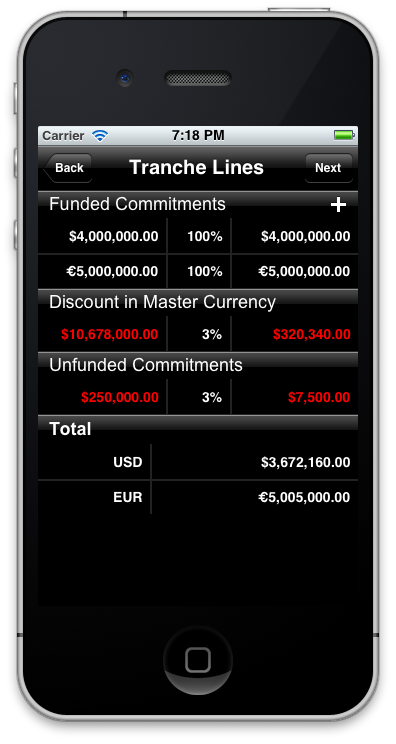 Carrier 7:18 PM
Back Tranche Lines Next
Funded Commitments +
$4,000,000.00 100% $4,000,000.00
€5,000,000.00 100% €5,000,000.00
Discount in Master Currency
$10,678,000.00 3% $320,340.00
Unfunded Commitments
$250,000.00 3% $7,500.00
Total
USD $3,672,160.00
EUR €5,005,000.00